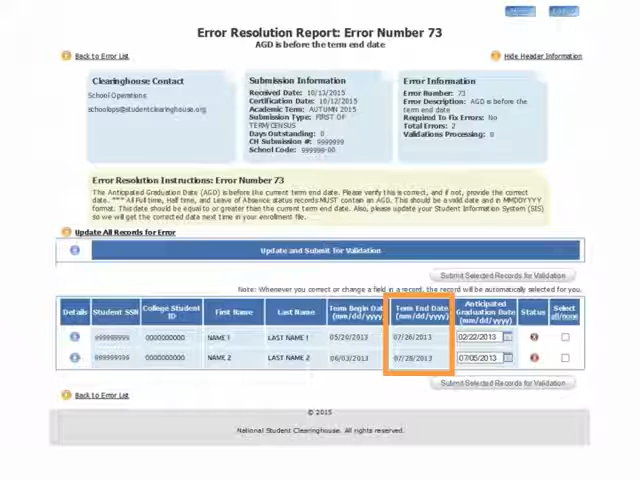 Error Resolution Report: Error Number 73
AGD is before the term end date
Back to Error List
Hide Header Information
Clearinghouse Contact
School Operations
schoolops@studentclearinghouse.org
Submission Information
Received Date: 10/13/2015
Certification Date: 10/12/2015
Academic Term: AUTUMN 2015
Submission Type: FIRST OF
TERM/CENSUS
Days Outstanding: 0
CH Submission #: 9999999
School Code: 999999-00
Error Information
Error Number: 73
Error Description: AGD is before the
term end date
Required To Fix Errors: No
Total Errors: 2
Validations Processing: 0
Error Resolution Instructions: Error Number 73
The Anticipated Graduation Date (AGD) is before the current term end date. Please verify this is correct, and if not, provide the correct
date. *** All Full time, Half time, and Leave of Absence status records MUST contain an AGD. This should be a valid date and in MMDDYYYY
format. This date should be equal to or greater than the current term end date. Also, please update your Student Information System (SIS)
so we will get the corrected date next time in your enrollment file.
Update All Records for Error
Update and Submit for Validation
Submit Selected Records for Validation
Note: Whenever you correct or change a field in a record, the record will be automatically selected for you.
Details Student SSN College Student ID First Name Last Name Term Begin Date (mm/dd/yyyy) Term End Date (mm/dd/yyyy) Anticipated Graduation Date (mm/dd/yyyy) Status Select all/none
999999999 0000000000 NAME 1 LAST NAME 1 05/20/2013 07/26/2013 02/22/2013
999999999 0000000000 NAME 2 LAST NAME 2 06/03/2013 07/28/2013 07/05/2013
Submit Selected Records for Validation
Back to Error List
© 2015
National Student Clearinghouse. All rights reserved.